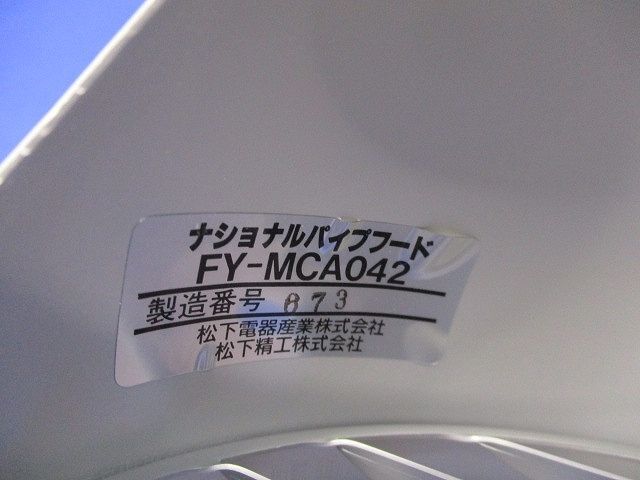 ナショナルパイプフード
FY-MCA042
製造番号 673
松下電器産業株式会社
松下精工株式会社